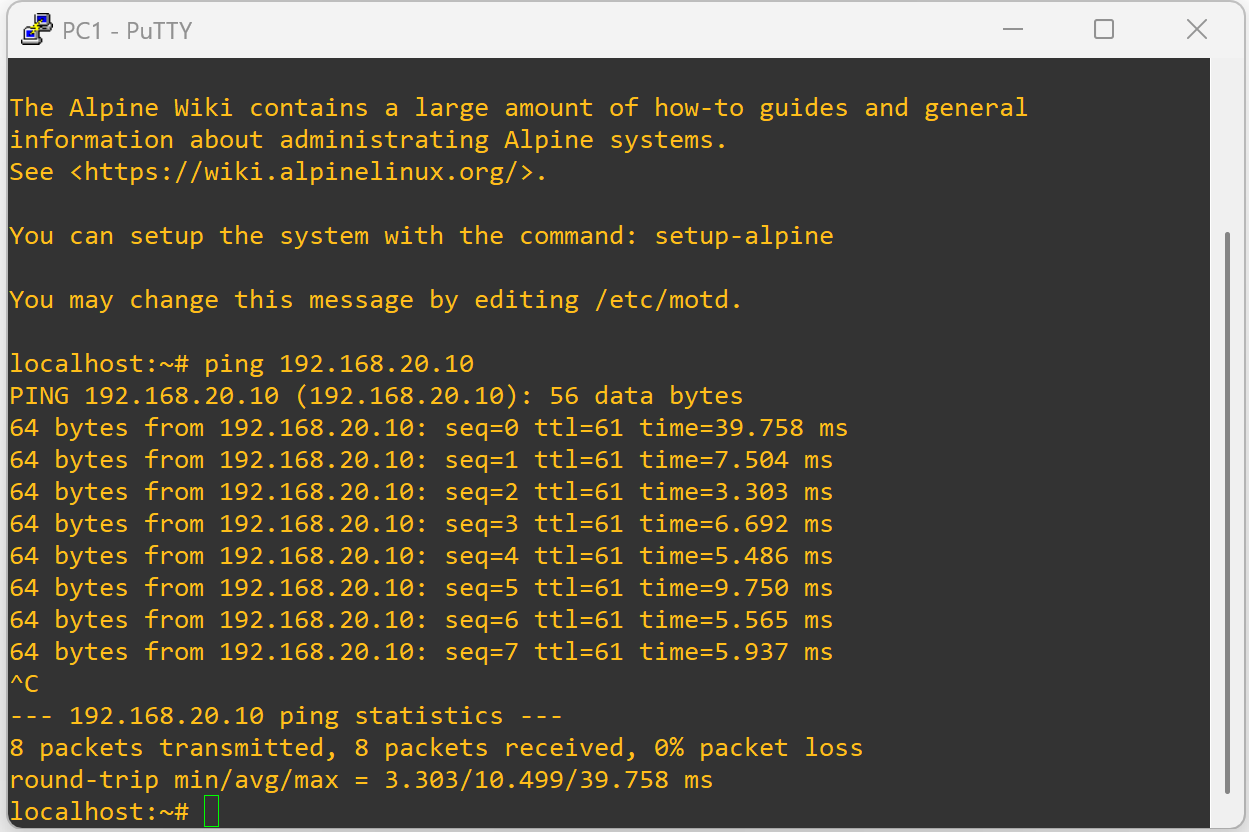 PC1 - PuTTY
The Alpine Wiki contains a large amount of how-to guides and general
information about administrating Alpine systems.
See <https://wiki.alpinelinux.org/>.
You can setup the system with the command: setup-alpine
You may change this message by editing /etc/motd.
localhost:~# ping 192.168.20.10
PING 192.168.20.10 (192.168.20.10): 56 data bytes
64 bytes from 192.168.20.10: seq=0 ttl=61 time=39.758 ms
64 bytes from 192.168.20.10: seq=1 ttl=61 time=7.504 ms
64 bytes from 192.168.20.10: seq=2 ttl=61 time=3.303 ms
64 bytes from 192.168.20.10: seq=3 ttl=61 time=6.692 ms
64 bytes from 192.168.20.10: seq=4 ttl=61 time=5.486 ms
64 bytes from 192.168.20.10: seq=5 ttl=61 time=9.750 ms
64 bytes from 192.168.20.10: seq=6 ttl=61 time=5.565 ms
64 bytes from 192.168.20.10: seq=7 ttl=61 time=5.937 ms
^C
--- 192.168.20.10 ping statistics ---
8 packets transmitted, 8 packets received, 0% packet loss
round-trip min/avg/max = 3.303/10.499/39.758 ms
localhost:~#